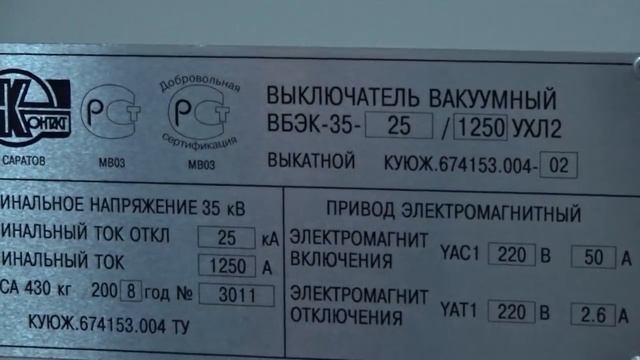 Контакт
САРАТОВ
РСТ
МВ03
Добровольная
РСТ
сертификация
МВ03
ВЫКЛЮЧАТЕЛЬ ВАКУУМНЫЙ
ВБЭК-35- 25 / 1250 УХЛ2
ВЫКАТНОЙ КУЮЖ.674153.004- 02
ИНАЛЬНОЕ НАПРЯЖЕНИЕ 35 кВ
ИНАЛЬНЫЙ ТОК ОТКЛ 25 кА
ИНАЛЬНЫЙ ТОК 1250 А
СА 430 кг 200 8 год № 3011
КУЮЖ.674153.004 ТУ
ПРИВОД ЭЛЕКТРОМАГНИТНЫЙ
ЭЛЕКТРОМАГНИТ
ВКЛЮЧЕНИЯ YAC1 220 В 50 А
ЭЛЕКТРОМАГНИТ
ОТКЛЮЧЕНИЯ YAT1 220 В 2.6 А